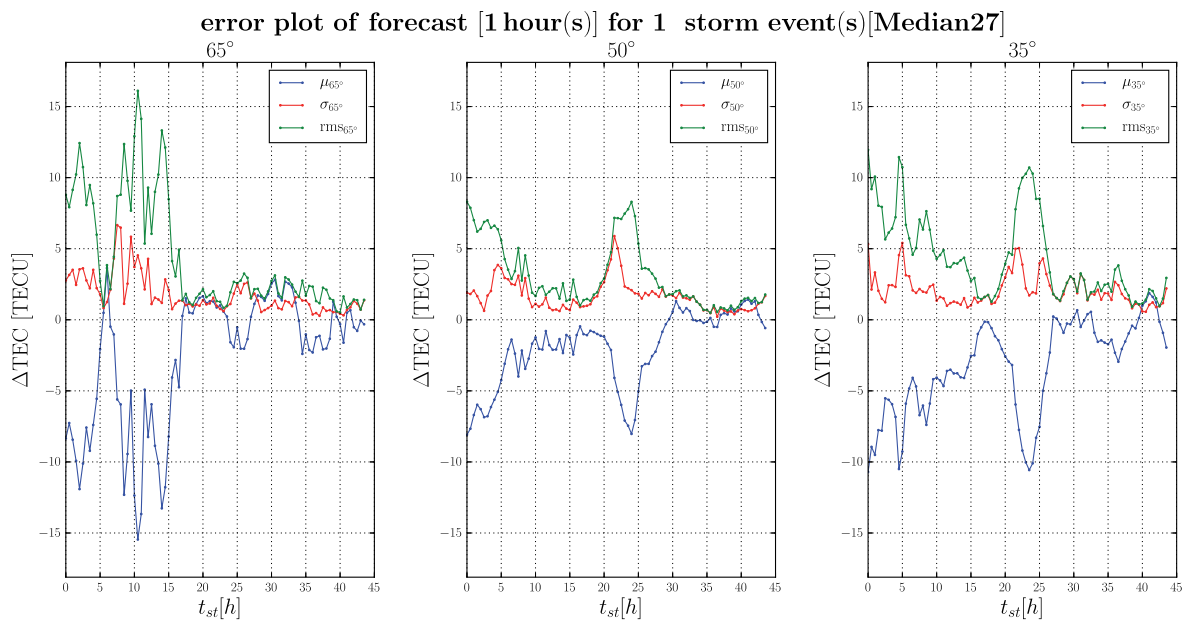 error plot of forecast [1 hour(s)] for 1 storm event(s)[Median27]
65°
50°
35°
μ65°
σ65°
rms65°
μ50°
σ50°
rms50°
μ35°
σ35°
rms35°
15
10
5
0
−5
−10
−15
ΔTEC [TECU]
15
10
5
0
−5
−10
−15
ΔTEC [TECU]
15
10
5
0
−5
−10
−15
ΔTEC [TECU]
0 5 10 15 20 25 30 35 40 45
0 5 10 15 20 25 30 35 40 45
0 5 10 15 20 25 30 35 40 45
tst[h]
tst[h]
tst[h]